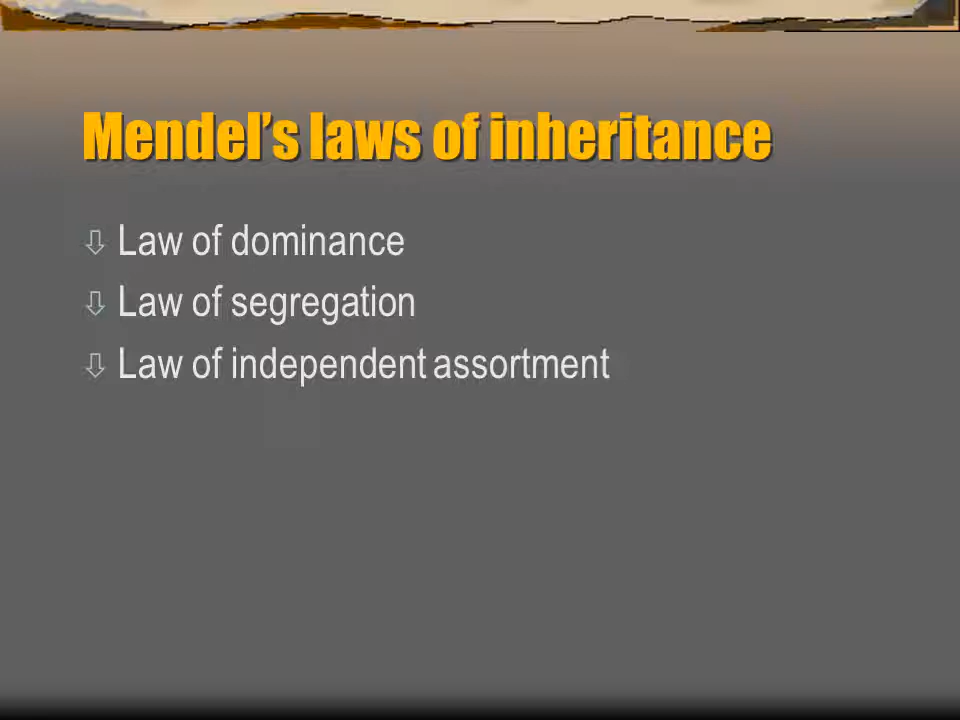 Mendel’s laws of inheritance
Law of dominance
Law of segregation
Law of independent assortment